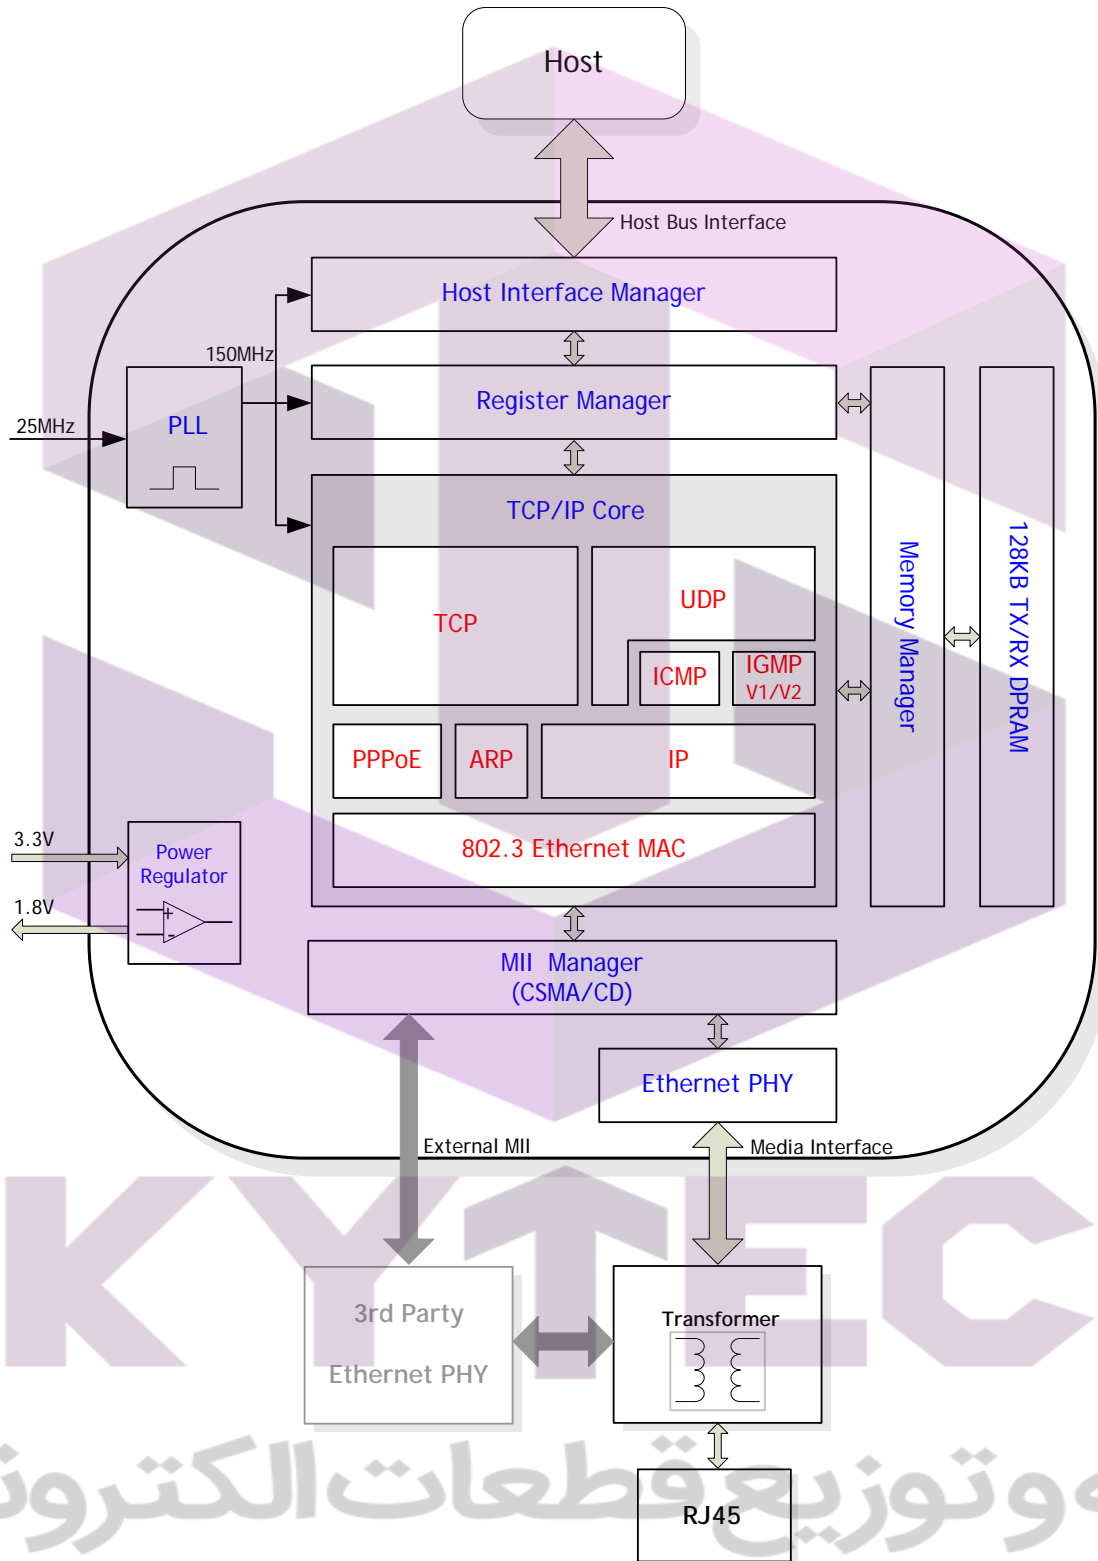 Host
Host Bus Interface
Host Interface Manager
150MHz
Register Manager
25MHz
PLL
TCP/IP Core
TCP
UDP
ICMP
IGMP
V1/V2
PPPoE
ARP
IP
802.3 Ethernet MAC
Memory Manager
128KB TX/RX DPRAM
3.3V
1.8V
Power
Regulator
+
-
MII Manager
(CSMA/CD)
Ethernet PHY
External MII
Media Interface
KYTEC
3rd Party
Ethernet PHY
Transformer
وتوزیع قطعات
RJ45